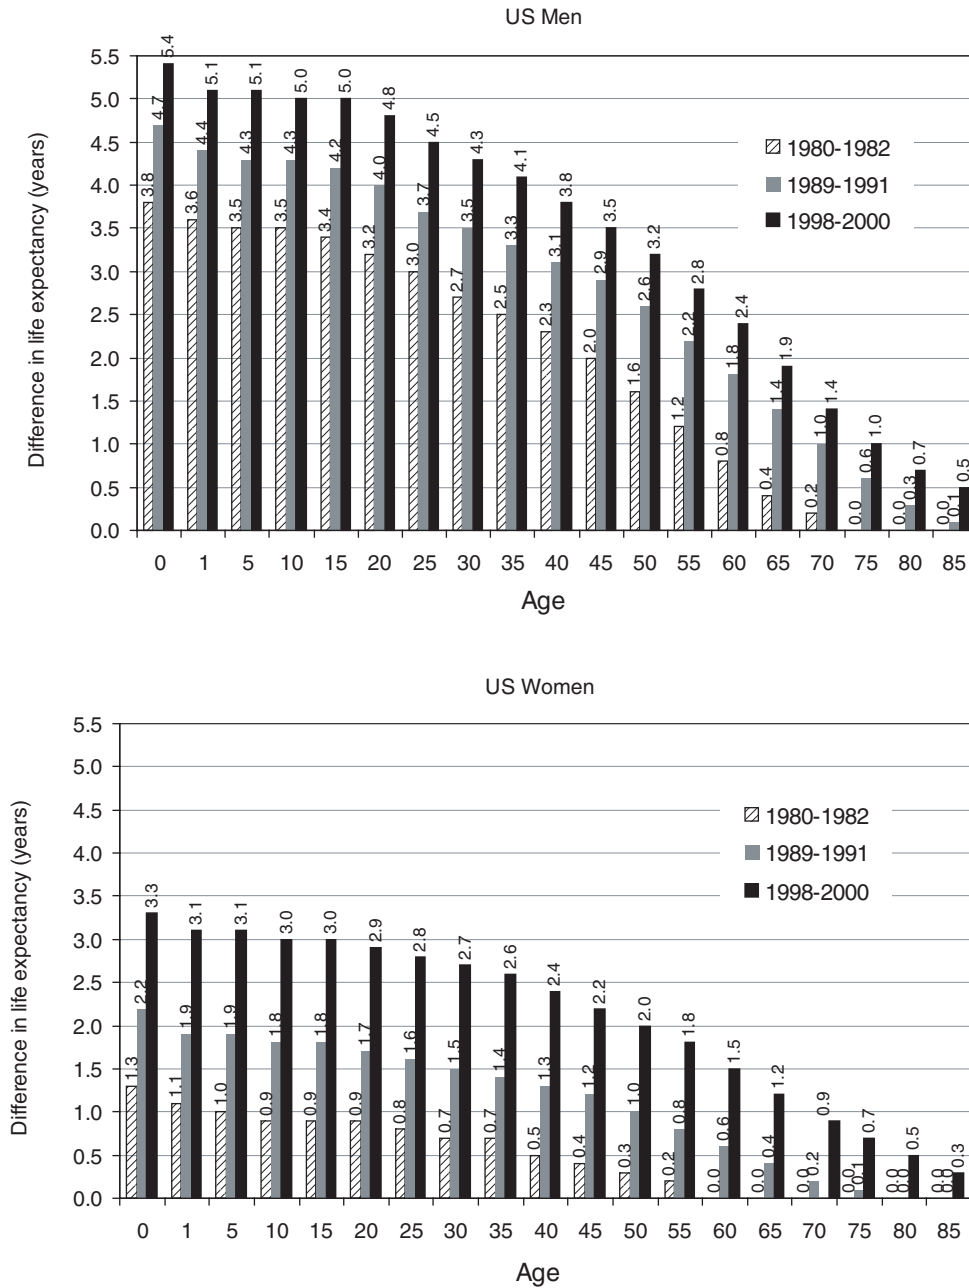 US Men
Difference in life expectancy (years)
5.5
5.0
4.5
4.0
3.5
3.0
2.5
2.0
1.5
1.0
0.5
0.0
3.8 4.7 5.4
3.6 4.4 5.1
3.5 4.3 5.1
3.5 4.3 5.0
3.4 4.2 5.0
3.2 4.0 4.8
3.0 3.7 4.5
2.7 3.5 4.3
2.5 3.3 4.1
2.3 3.1 3.8
2.0 2.9 3.5
1.6 2.6 3.2
1.2 2.2 2.8
0.8 1.8 2.4
0.4 1.4 1.9
0.2 1.0 1.4
0.0 0.6 1.0
0.0 0.3 0.7
0.0 0.1 0.5
1980-1982
1989-1991
1998-2000
0 1 5 10 15 20 25 30 35 40 45 50 55 60 65 70 75 80 85
Age
US Women
Difference in life expectancy (years)
5.5
5.0
4.5
4.0
3.5
3.0
2.5
2.0
1.5
1.0
0.5
0.0
1.3 2.2 3.3
1.1 1.9 3.1
1.0 1.9 3.1
0.9 1.8 3.0
0.9 1.8 3.0
0.9 1.7 2.9
0.8 1.6 2.8
0.7 1.5 2.7
0.7 1.4 2.6
0.5 1.3 2.4
0.4 1.2 2.2
0.3 1.0 2.0
0.2 0.8 1.8
0.0 0.6 1.5
0.0 0.4 1.2
0.0 0.2 0.9
0.0 0.1 0.7
0.0 0.0 0.5
0.0 0.0 0.3
1980-1982
1989-1991
1998-2000
0 1 5 10 15 20 25 30 35 40 45 50 55 60 65 70 75 80 85
Age